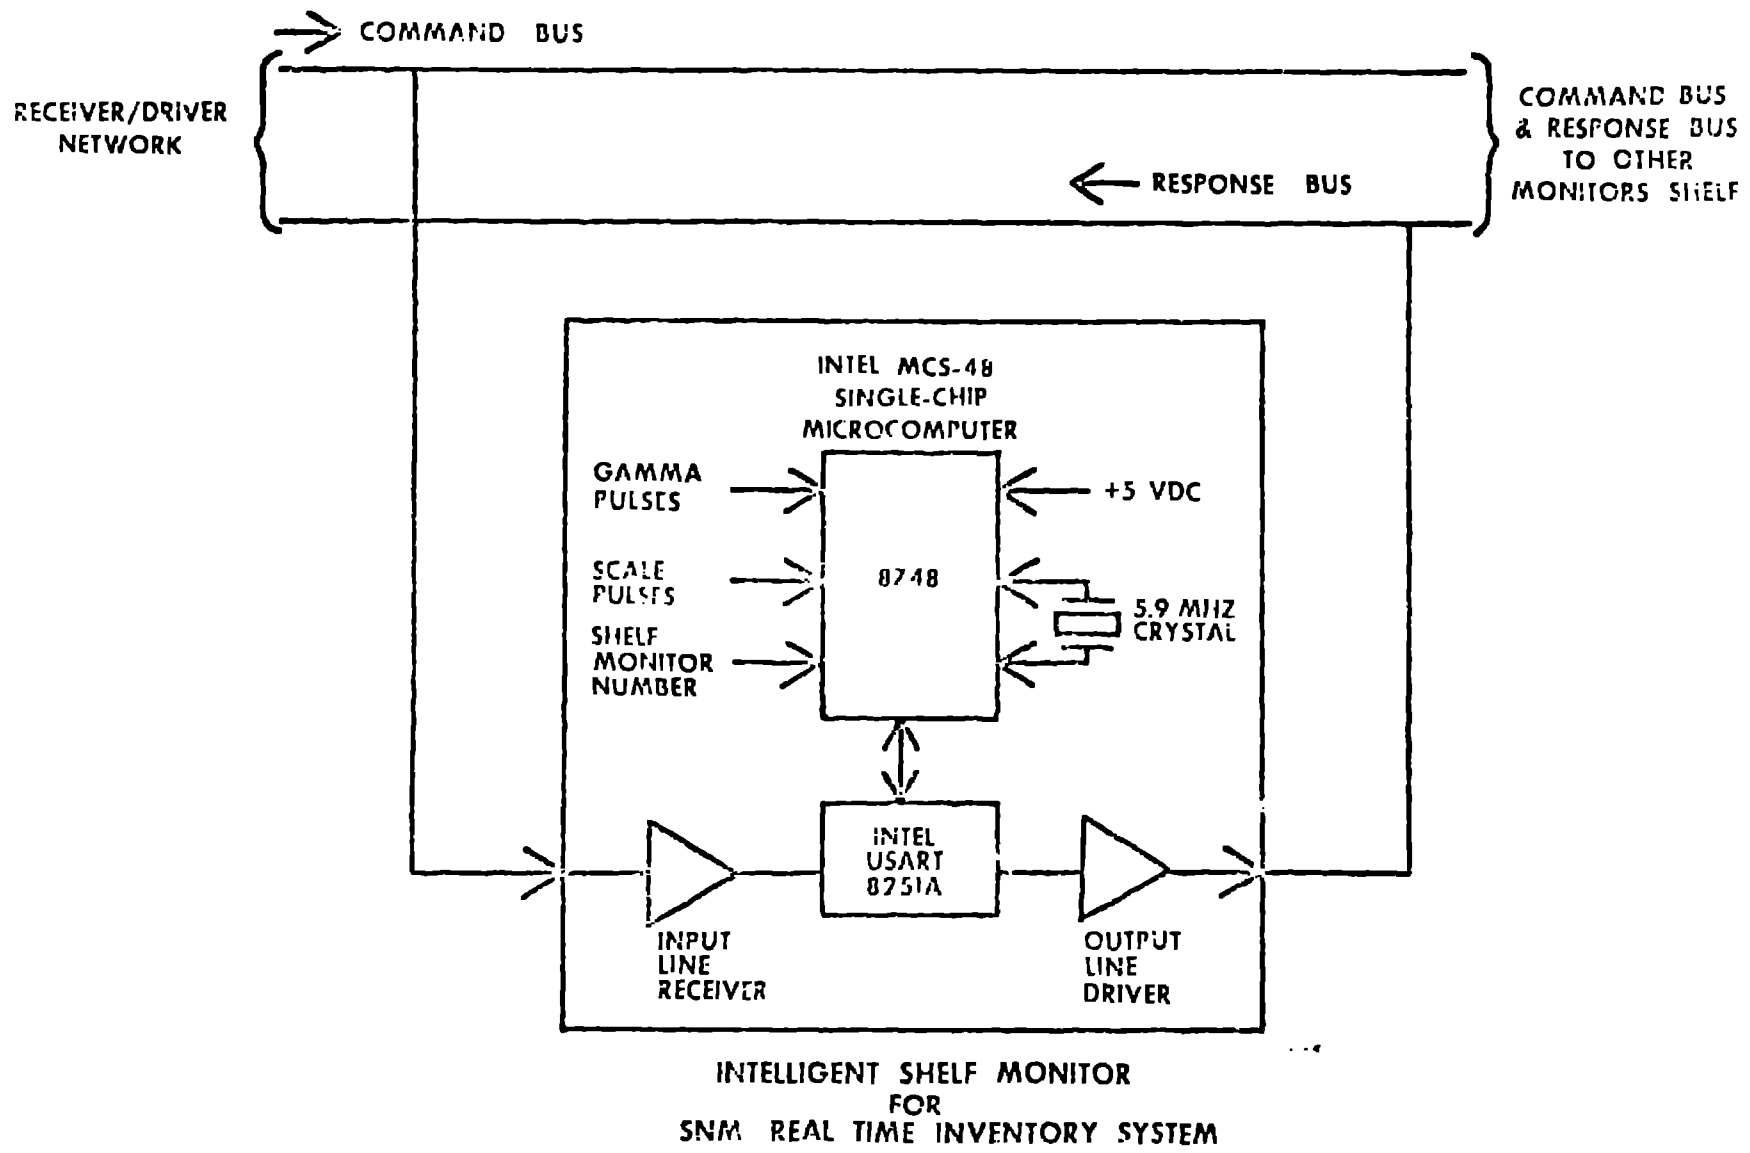 COMMAND BUS
RECEIVER/DRIVER
NETWORK
COMMAND BUS
& RESPONSE BUS
TO OTHER
MONITORS SHELF
RESPONSE BUS
INTEL MCS-48
SINGLE-CHIP
MICROCOMPUTER
GAMMA
PULSES
+5 VDC
SCALE
PULSES
8748
5.9 MHZ
CRYSTAL
SHELF
MONITOR
NUMBER
INTEL
USART
8251A
INPUT
LINE
RECEIVER
OUTPUT
LINE
DRIVER
INTELLIGENT SHELF MONITOR
FOR
SNM REAL TIME INVENTORY SYSTEM